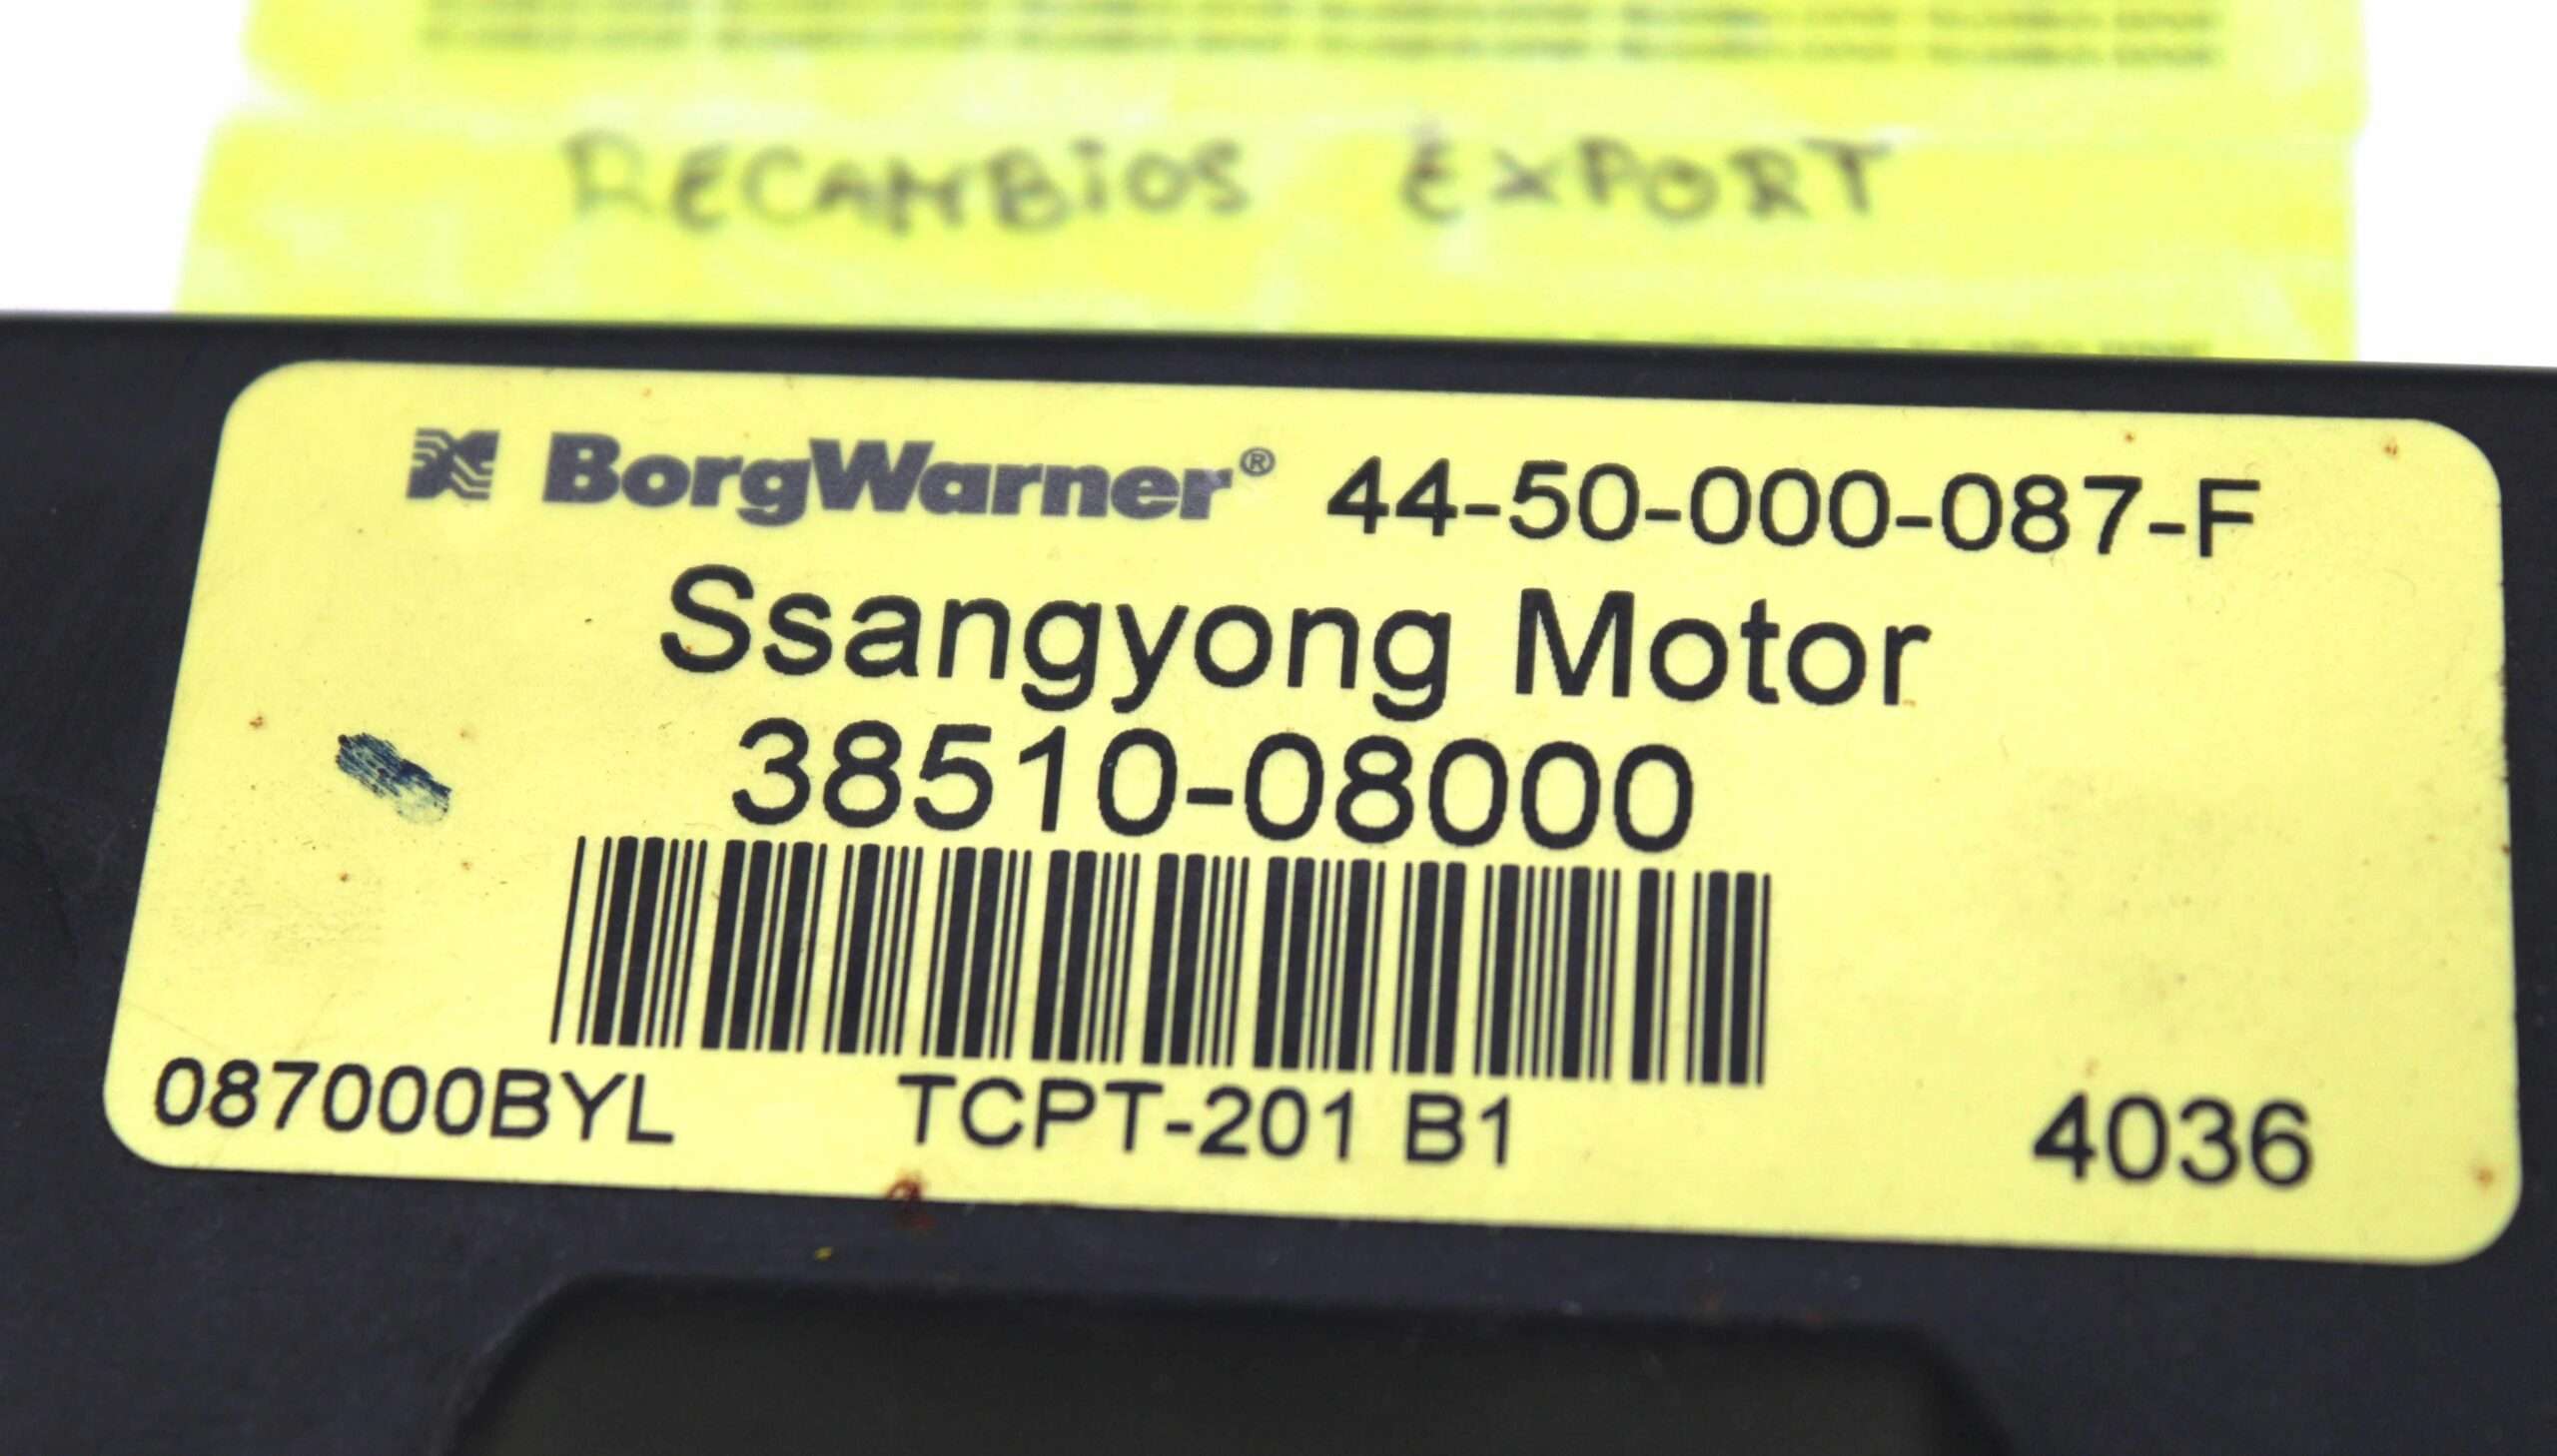 RECAMBIOS EXPORT
BorgWarner® 44-50-000-087-F
Ssangyong Motor
38510-08000
087000BYL TCPT-201 B1 4036